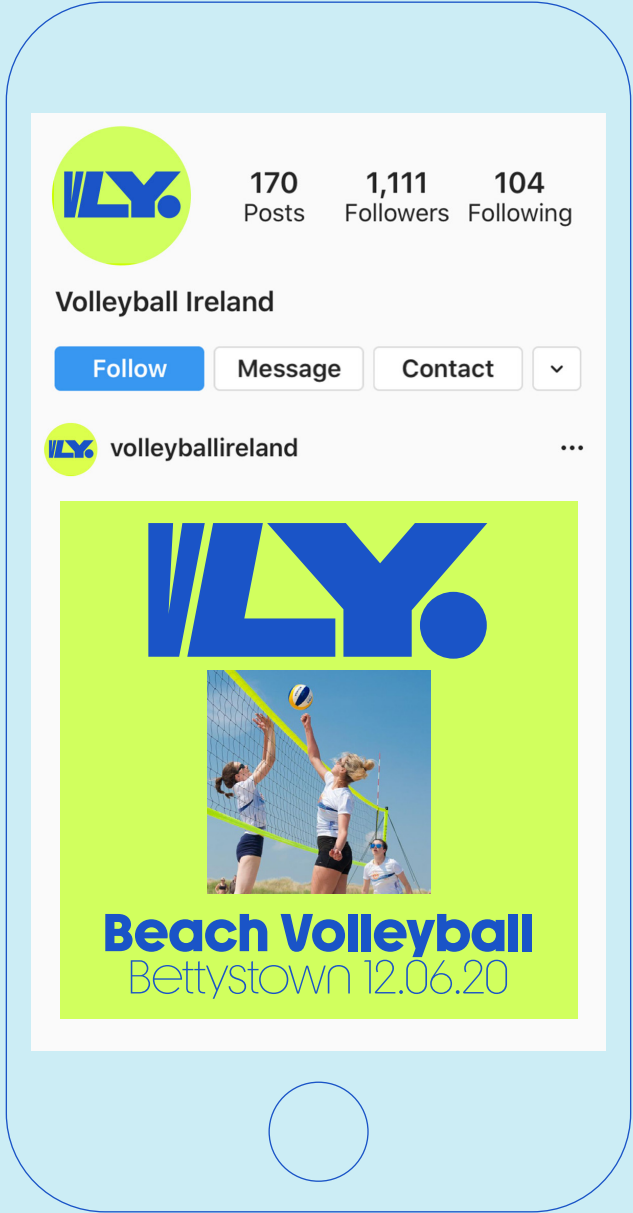 VLY.
170 1,111 104
Posts Followers Following
Volleyball Ireland
Follow Message Contact
VLY. volleyballireland
VLY.
Beach Volleyball
Bettystown 12.06.20